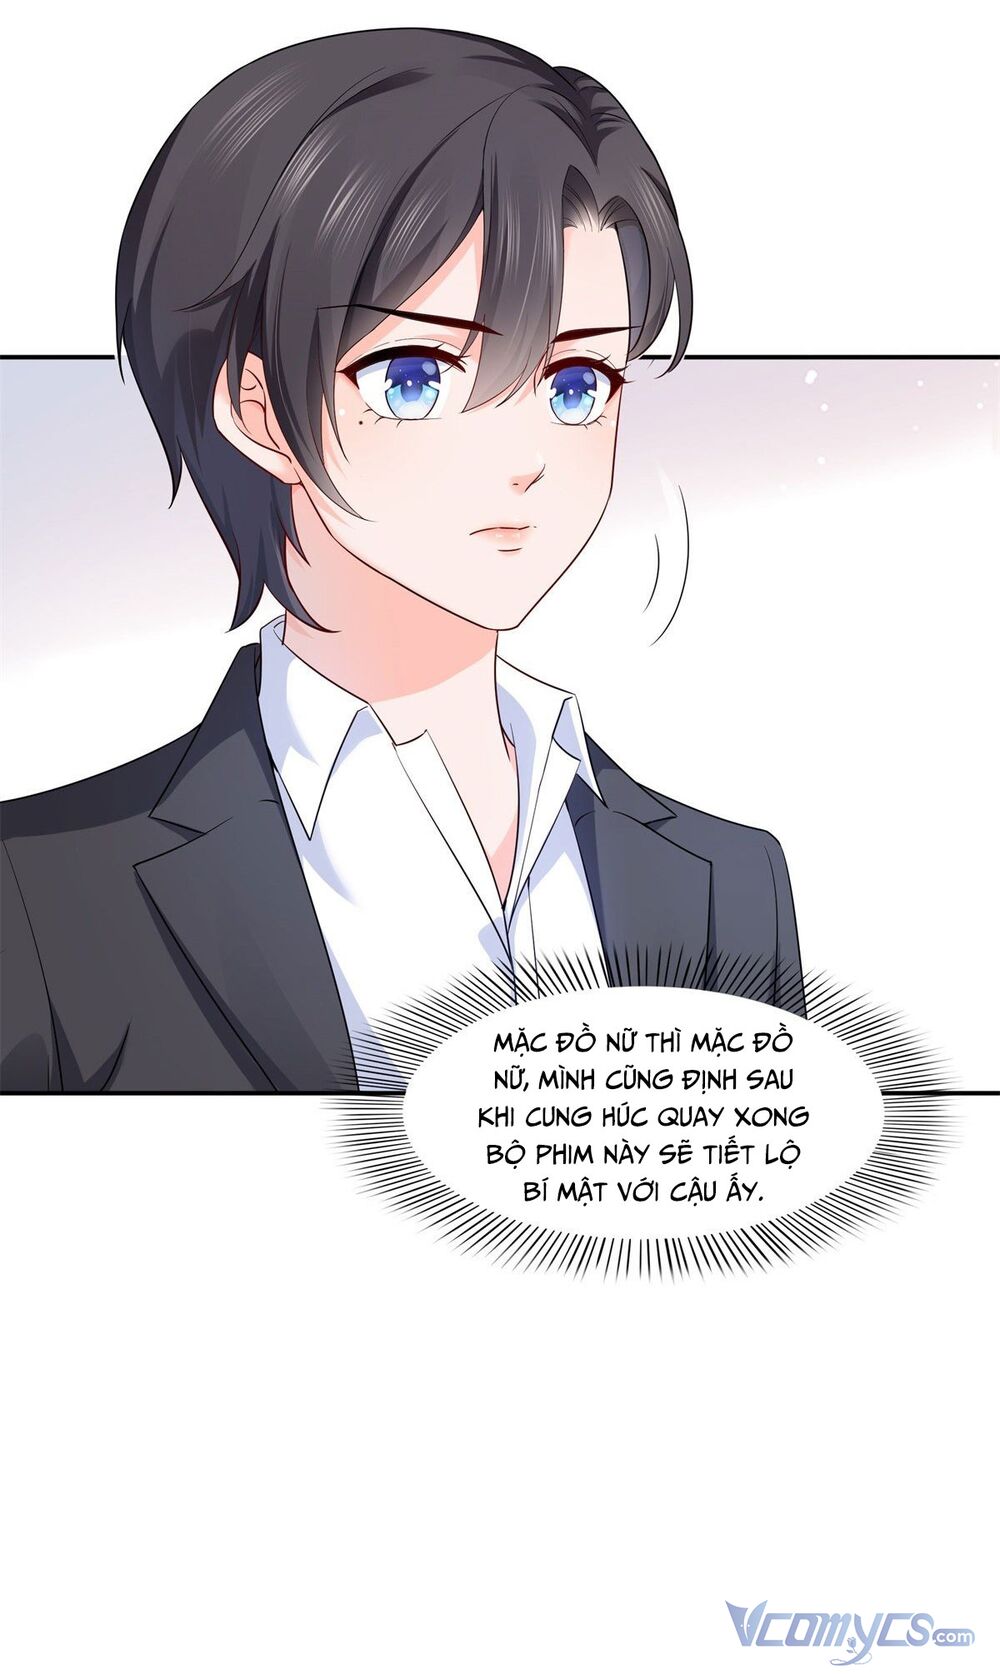 MẶC ĐỒ NỮ THÌ MẶC ĐỒ
NỮ, MÌNH CŨNG ĐỊNH SAU
KHI CUNG HÚC QUAY XONG
BỘ PHIM NÀY SẼ TIẾT LỘ
BÍ MẬT VỚI CẬU ẤY.
VCOMYCS.com